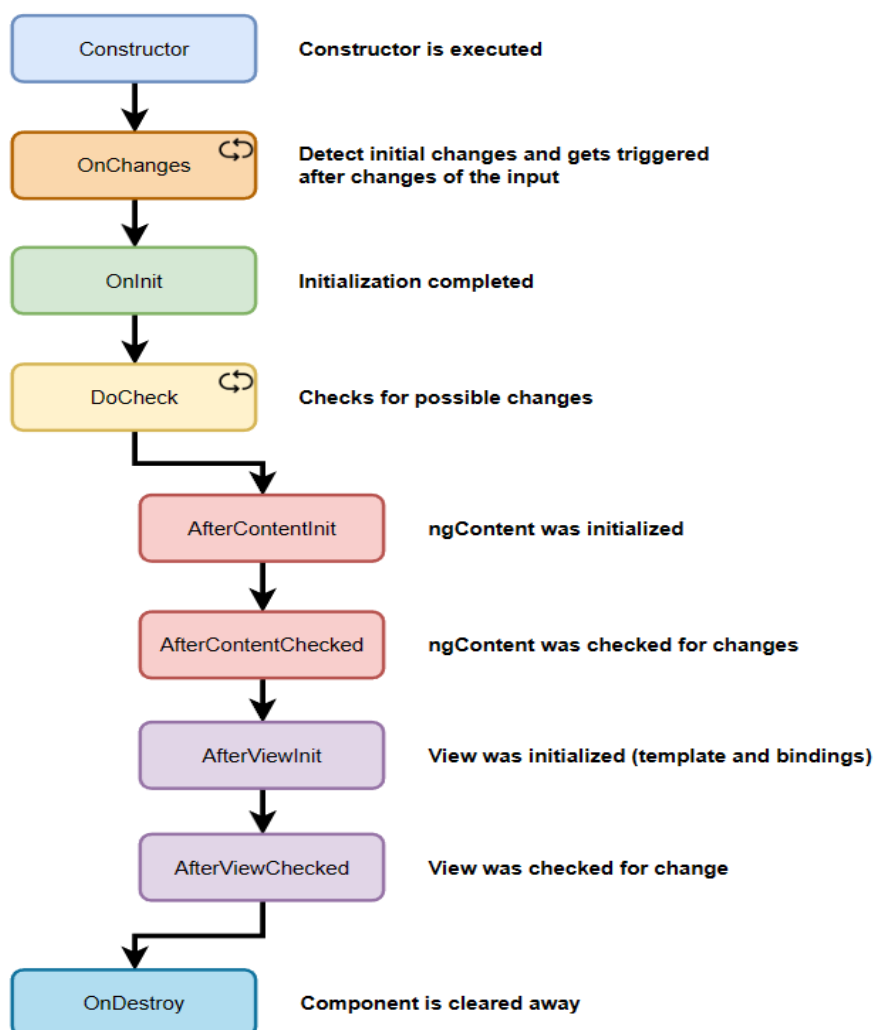 Constructor
Constructor is executed
OnChanges
Detect initial changes and gets triggered
after changes of the input
OnInit
Initialization completed
DoCheck
Checks for possible changes
AfterContentInit
ngContent was initialized
AfterContentChecked
ngContent was checked for changes
AfterViewInit
View was initialized (template and bindings)
AfterViewChecked
View was checked for change
OnDestroy
Component is cleared away